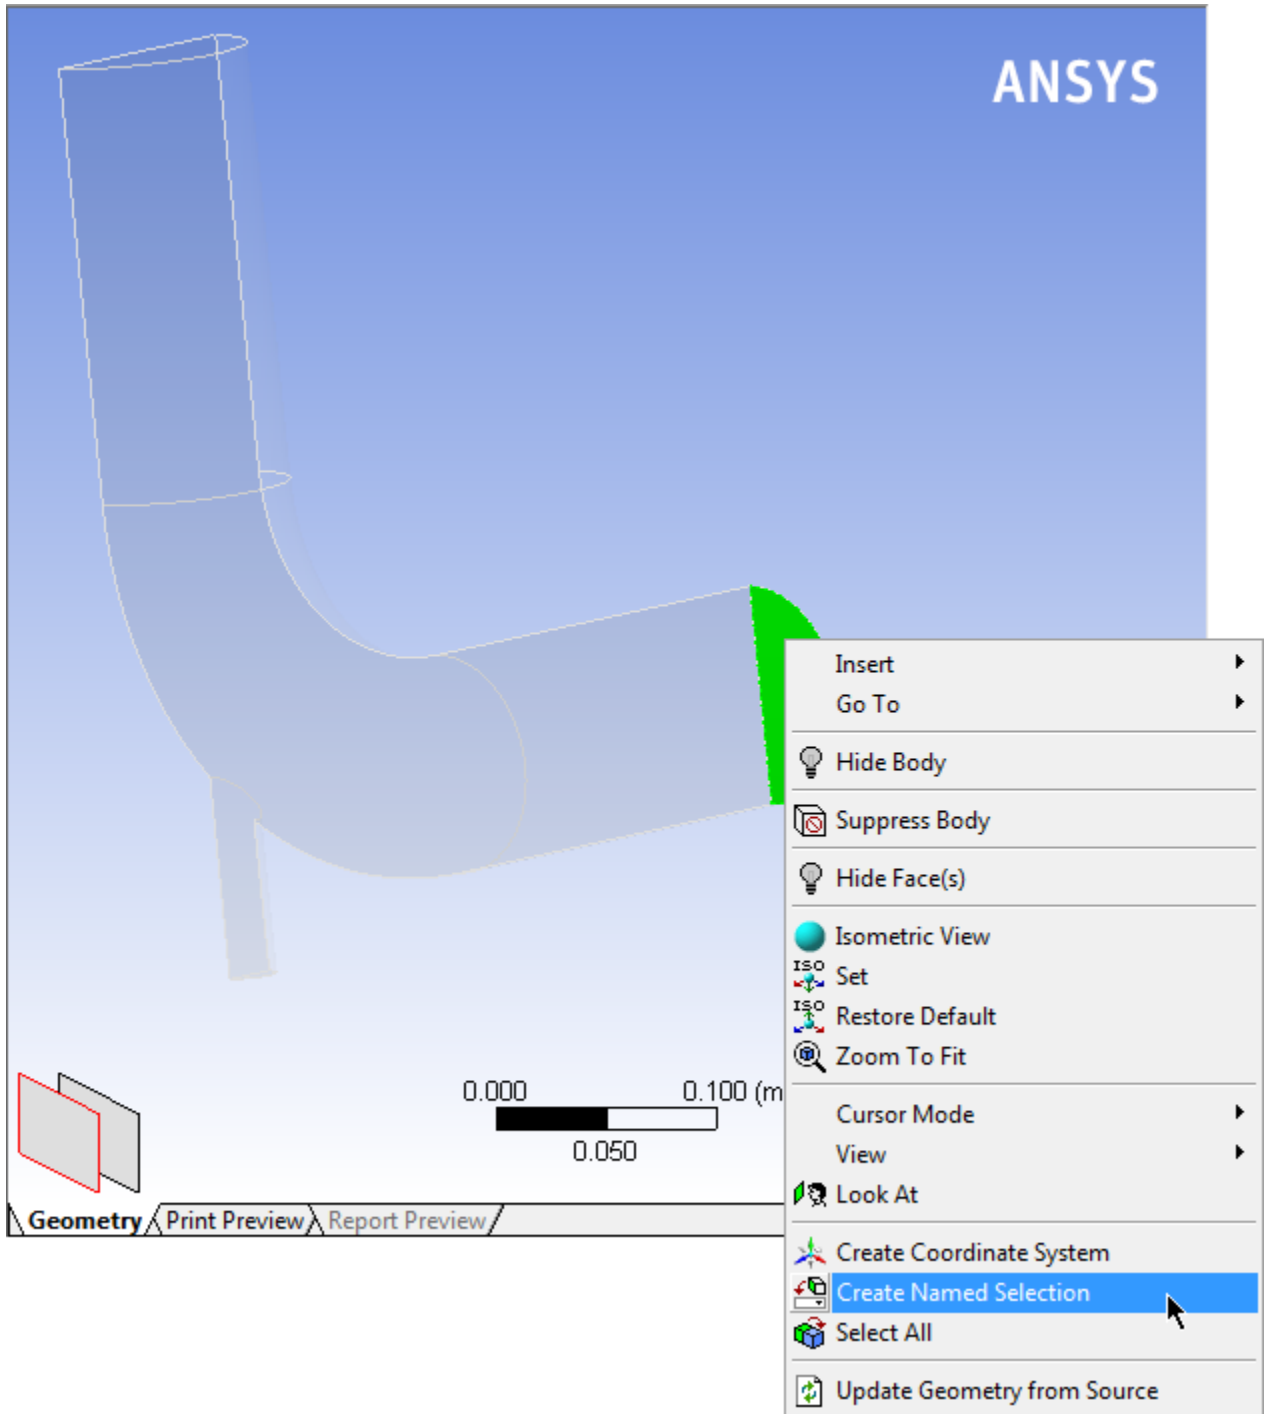 ANSYS
Insert
Go To
Hide Body
Suppress Body
Hide Face(s)
Isometric View
ISO Set
ISO Restore Default
Zoom To Fit
0.000 0.100 (m
0.050
Cursor Mode
View
Look At
Geometry Print Preview Report Preview
Create Coordinate System
Create Named Selection
Select All
Update Geometry from Source